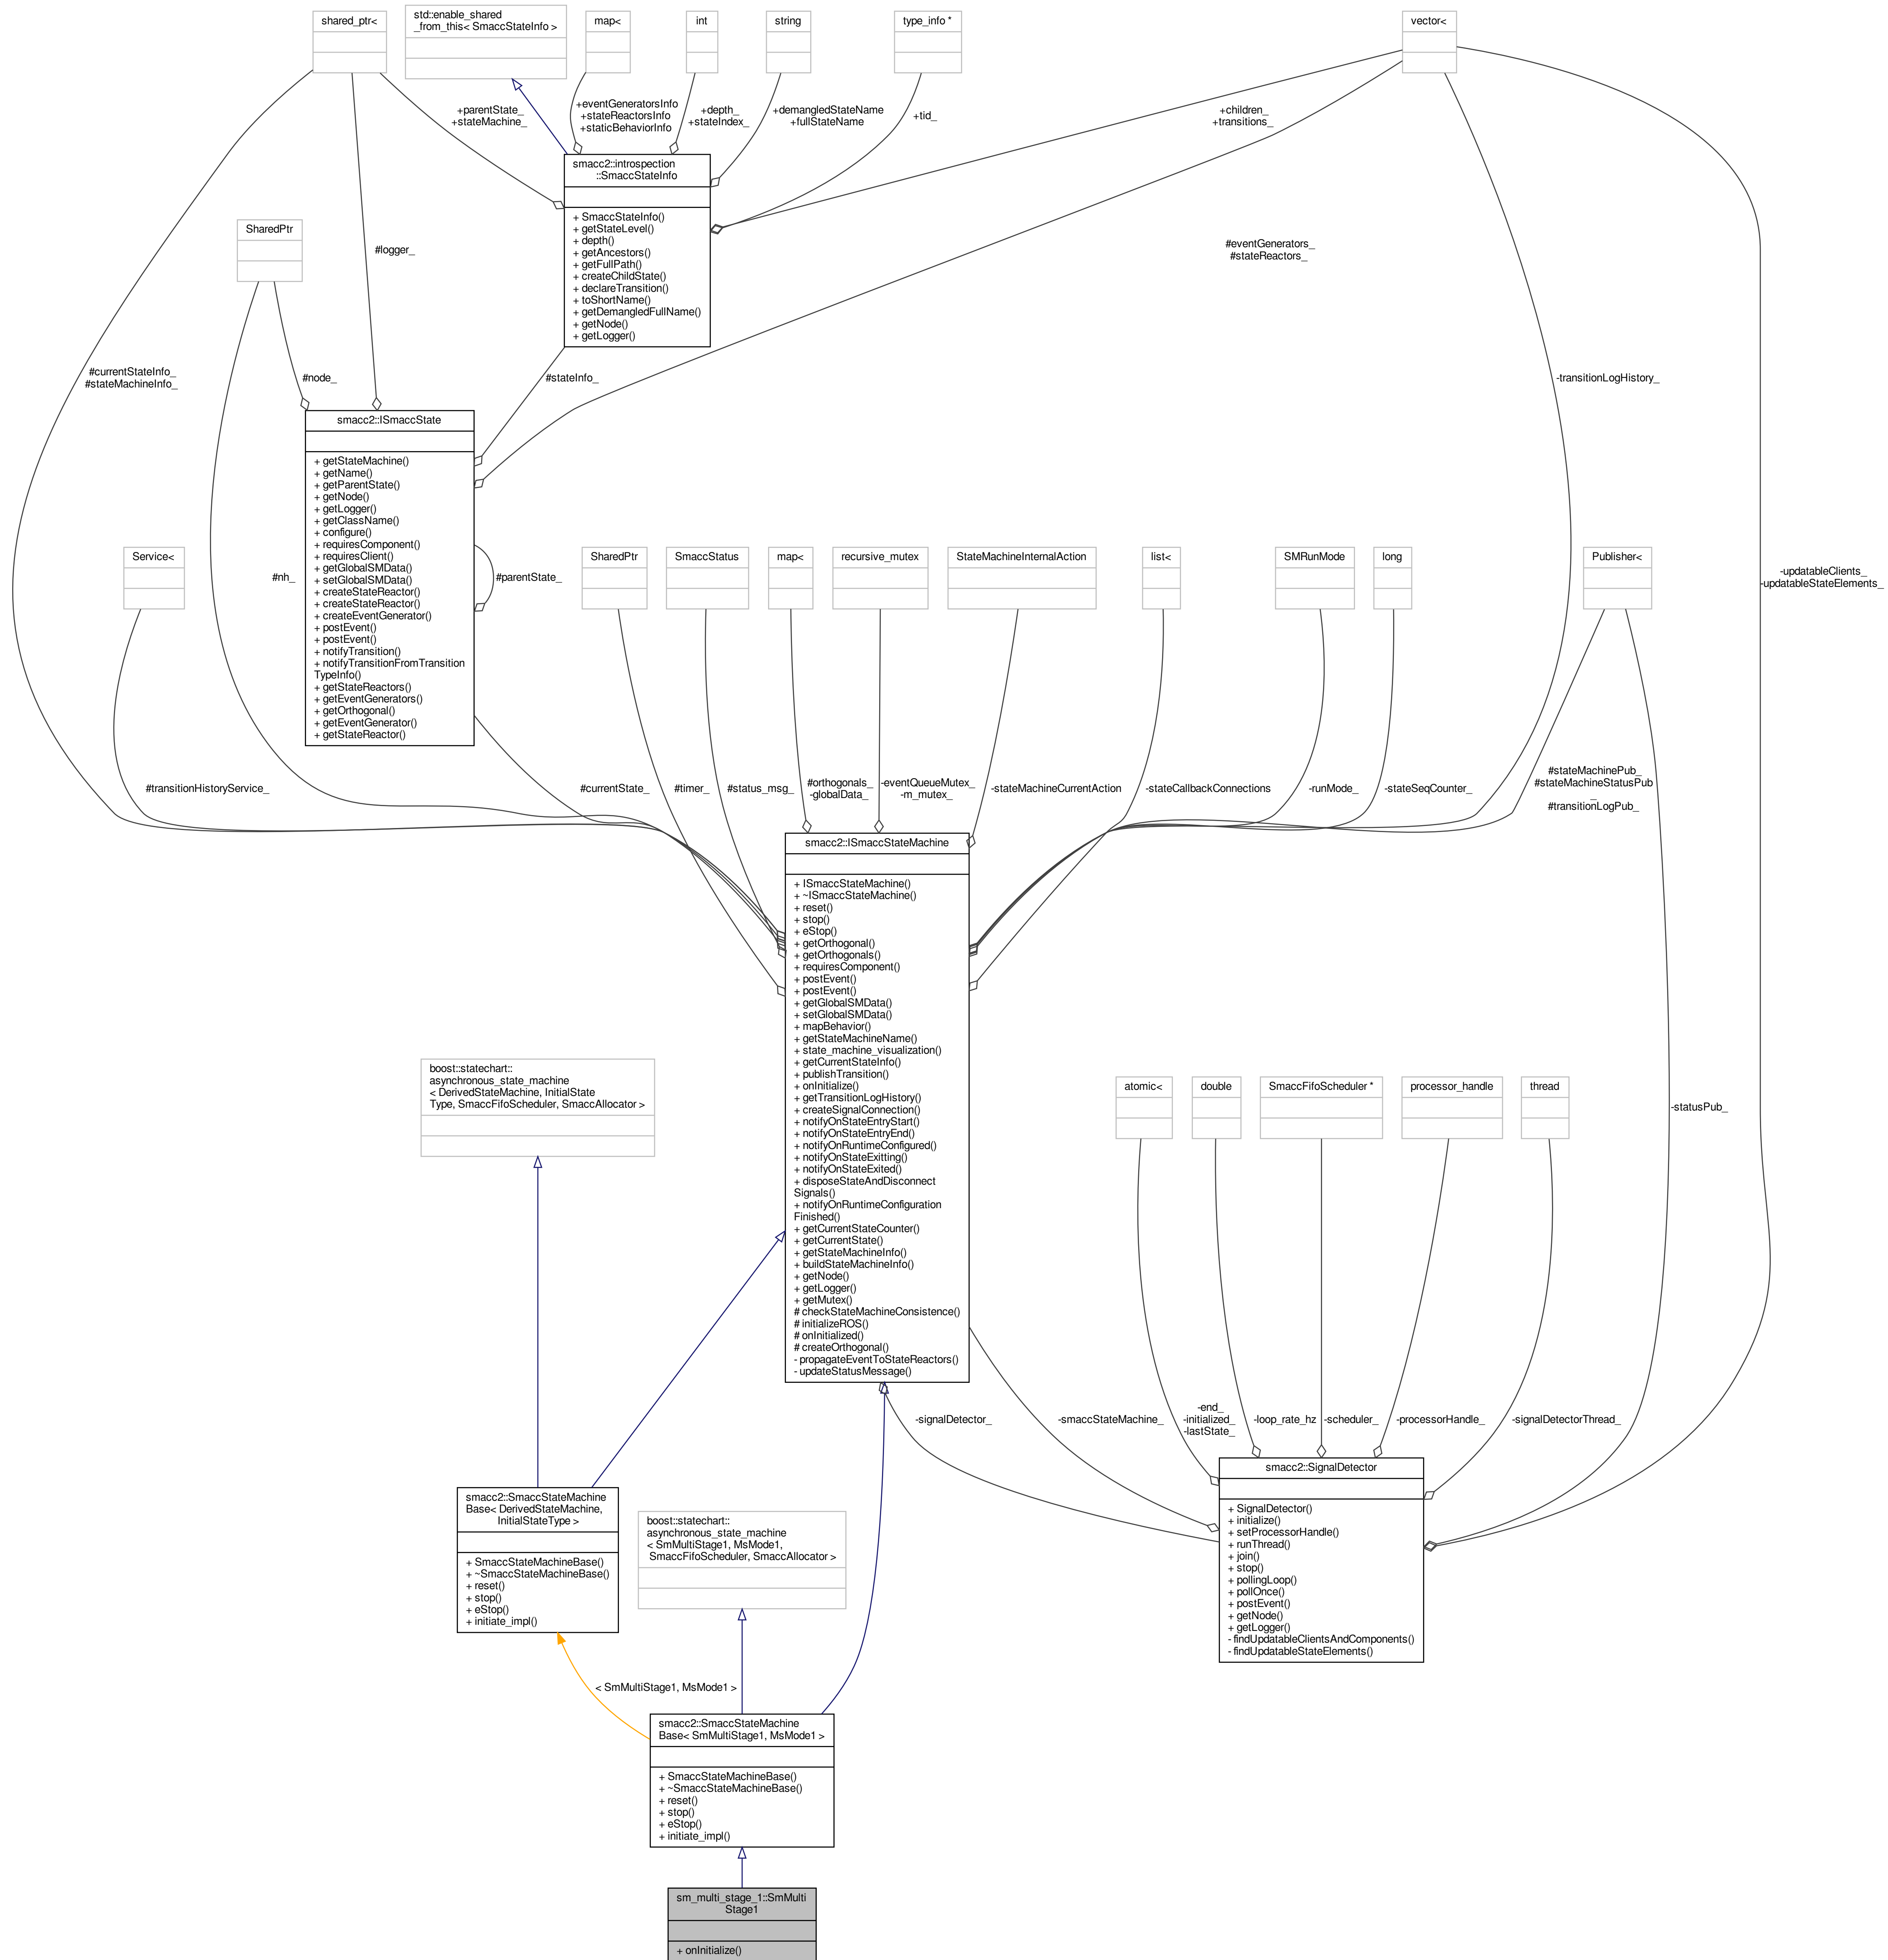 shared_ptr<
std::enable_shared
_from_this< SmaccStateInfo >
map<
int
string
type_info *
vector<
+parentState_
+stateMachine_
+eventGeneratorsInfo
+stateReactorsInfo
+staticBehaviorInfo
+depth_
+stateIndex_
+demangledStateName
+fullStateName
+tid_
+children_
+transitions_
smacc2::introspection
::SmaccStateInfo
+ SmaccStateInfo()
+ getStateLevel()
+ depth()
+ getAncestors()
+ getFullPath()
+ createChildState()
+ declareTransition()
+ toShortName()
+ getDemangledFullName()
+ getNode()
+ getLogger()
SharedPtr
#logger_
#eventGenerators_
#stateReactors_
#currentStateInfo_
#stateMachineInfo_
#node_
#stateInfo_
-transitionLogHistory_
smacc2::ISmaccState
+ getStateMachine()
+ getName()
+ getParentState()
+ getNode()
+ getLogger()
+ getClassName()
+ configure()
+ requiresComponent()
+ requiresClient()
+ getGlobalSMData()
+ setGlobalSMData()
+ createStateReactor()
+ createStateReactor()
+ createEventGenerator()
+ postEvent()
+ postEvent()
+ notifyTransition()
+ notifyTransitionFromTransition
TypeInfo()
+ getStateReactors()
+ getEventGenerators()
+ getOrthogonal()
+ getEventGenerator()
+ getStateReactor()
Service<
#nh_
#parentState_
SharedPtr
SmaccStatus
map<
recursive_mutex
StateMachineInternalAction
list<
SMRunMode
long
Publisher<
-updatableClients_
-updatableStateElements_
#transitionHistoryService_
#currentState_
#timer_
#status_msg_
#orthogonals_
-globalData_
-eventQueueMutex_
-m_mutex_
-stateMachineCurrentAction
-stateCallbackConnections
-runMode_
-stateSeqCounter_
#stateMachinePub_
#stateMachineStatusPub
_
#transitionLogPub_
smacc2::ISmaccStateMachine
+ ISmaccStateMachine()
+ ~ISmaccStateMachine()
+ reset()
+ stop()
+ eStop()
+ getOrthogonal()
+ getOrthogonals()
+ requiresComponent()
+ postEvent()
+ postEvent()
+ getGlobalSMData()
+ setGlobalSMData()
+ mapBehavior()
+ getStateMachineName()
+ state_machine_visualization()
+ getCurrentStateInfo()
+ publishTransition()
+ onInitialize()
+ getTransitionLogHistory()
+ createSignalConnection()
+ notifyOnStateEntryStart()
+ notifyOnStateEntryEnd()
+ notifyOnRuntimeConfigured()
+ notifyOnStateExitting()
+ notifyOnStateExited()
+ disposeStateAndDisconnect
Signals()
+ notifyOnRuntimeConfiguration
Finished()
+ getCurrentStateCounter()
+ getCurrentState()
+ getStateMachineInfo()
+ buildStateMachineInfo()
+ getNode()
+ getLogger()
+ getMutex()
# checkStateMachineConsistence()
# initializeROS()
# onInitialized()
# createOrthogonal()
- propagateEventToStateReactors()
- updateStatusMessage()
boost::statechart::
asynchronous_state_machine
< DerivedStateMachine, InitialState
Type, SmaccFifoScheduler, SmaccAllocator >
atomic<
double
SmaccFifoScheduler *
processor_handle
thread
-statusPub_
-signalDetector_
-smaccStateMachine_
-end_
-initialized_
-lastState_
-loop_rate_hz
-scheduler_
-processorHandle_
-signalDetectorThread_
smacc2::SignalDetector
+ SignalDetector()
+ initialize()
+ setProcessorHandle()
+ runThread()
+ join()
+ stop()
+ pollingLoop()
+ pollOnce()
+ postEvent()
+ getNode()
+ getLogger()
- findUpdatableClientsAndComponents()
- findUpdatableStateElements()
smacc2::SmaccStateMachine
Base< DerivedStateMachine,
InitialStateType >
+ SmaccStateMachineBase()
+ ~SmaccStateMachineBase()
+ reset()
+ stop()
+ eStop()
+ initiate_impl()
boost::statechart::
asynchronous_state_machine
< SmMultiStage1, MsMode1,
SmaccFifoScheduler, SmaccAllocator >
< SmMultiStage1, MsMode1 >
smacc2::SmaccStateMachine
Base< SmMultiStage1, MsMode1 >
+ SmaccStateMachineBase()
+ ~SmaccStateMachineBase()
+ reset()
+ stop()
+ eStop()
+ initiate_impl()
sm_multi_stage_1::SmMulti
Stage1
+ onInitialize()